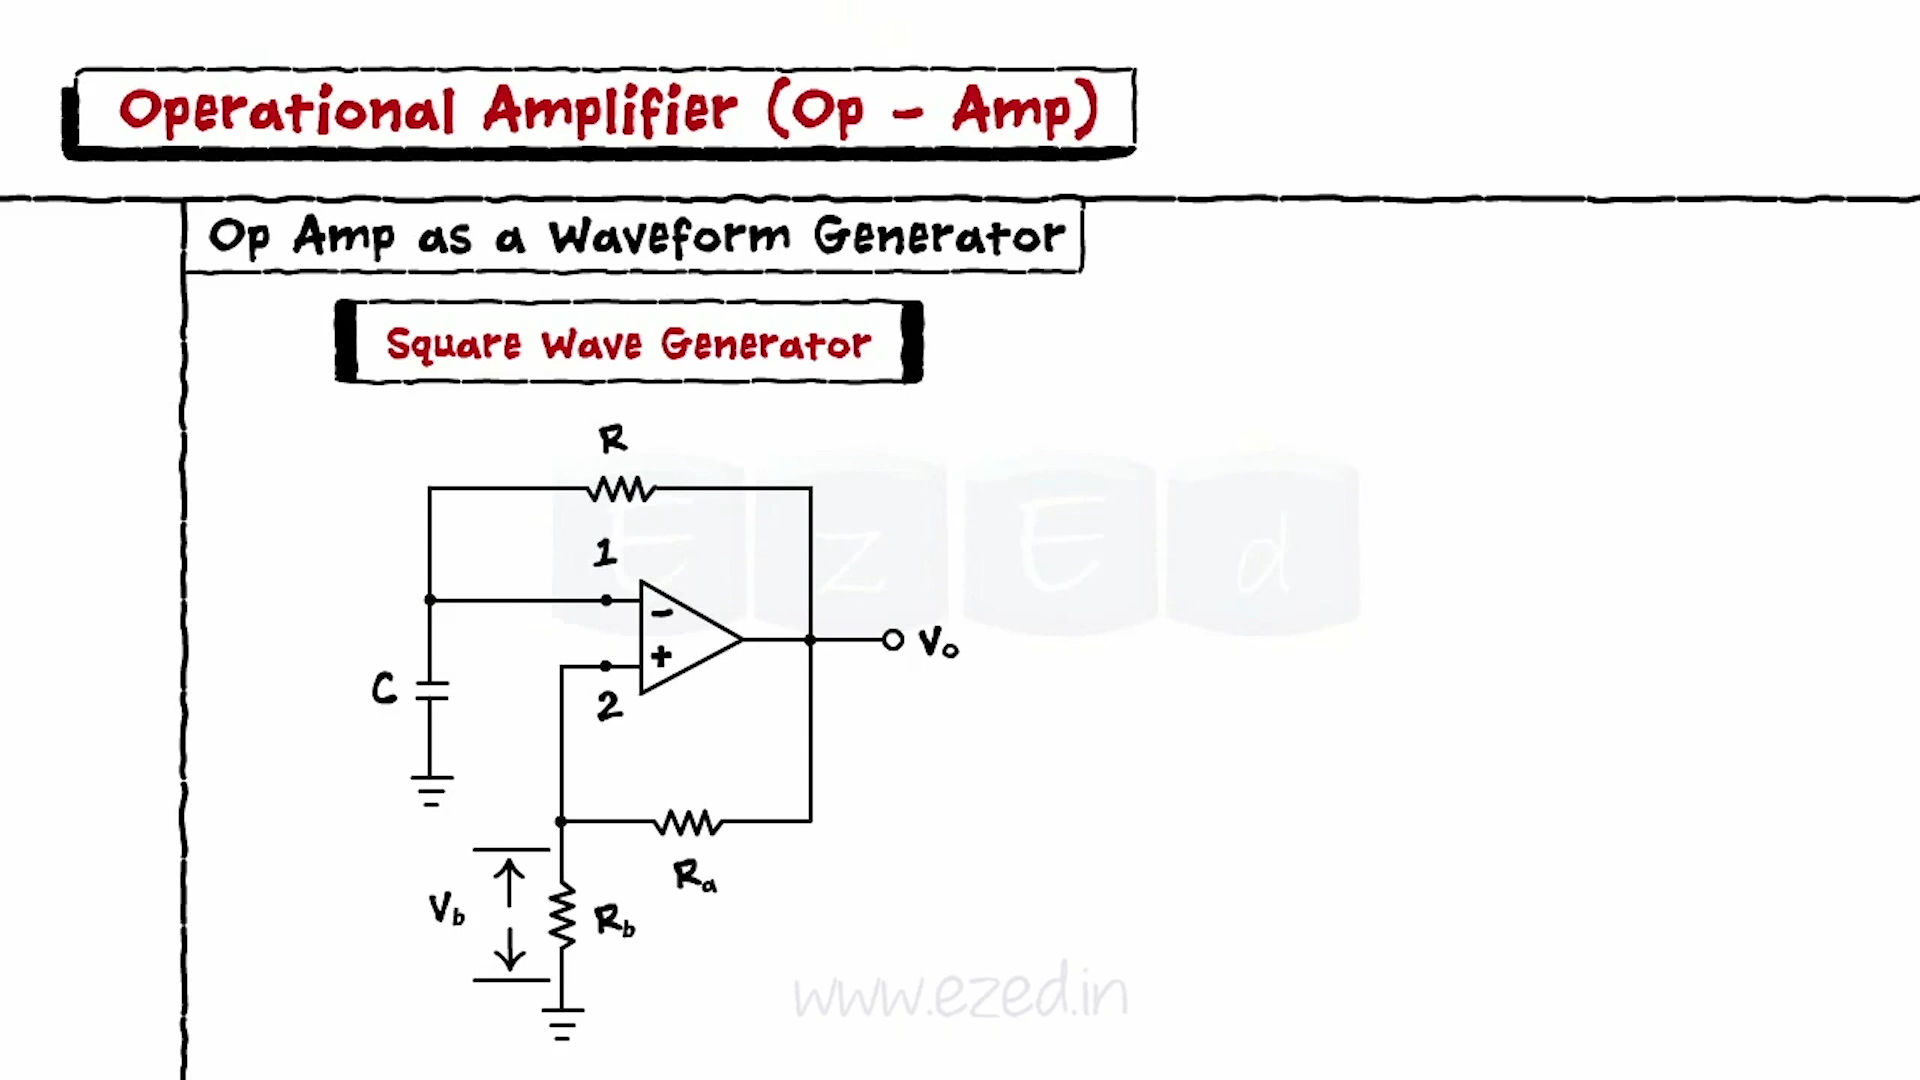 Operational Amplifier (Op - Amp)
Op Amp as a Waveform Generator
Square Wave Generator
R
EzEd
1
-
+
Vo
C
2
Ra
Vb
Rb
www.ezed.in